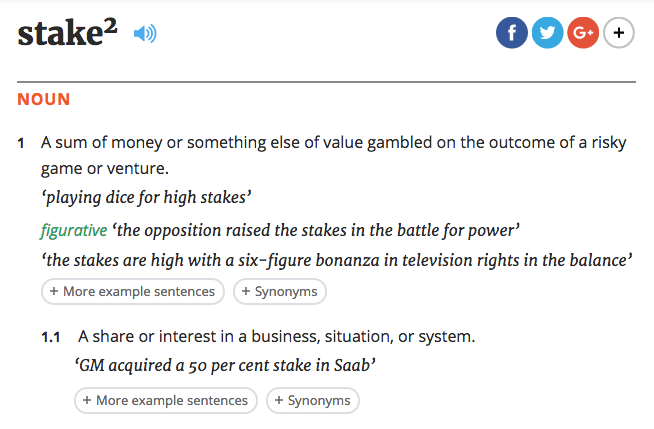 stake²
f G+ +
NOUN
1 A sum of money or something else of value gambled on the outcome of a risky
game or venture.
‘playing dice for high stakes’
figurative ‘the opposition raised the stakes in the battle for power’
‘the stakes are high with a six-figure bonanza in television rights in the balance’
+ More example sentences + Synonyms
1.1 A share or interest in a business, situation, or system.
‘GM acquired a 50 per cent stake in Saab’
+ More example sentences + Synonyms